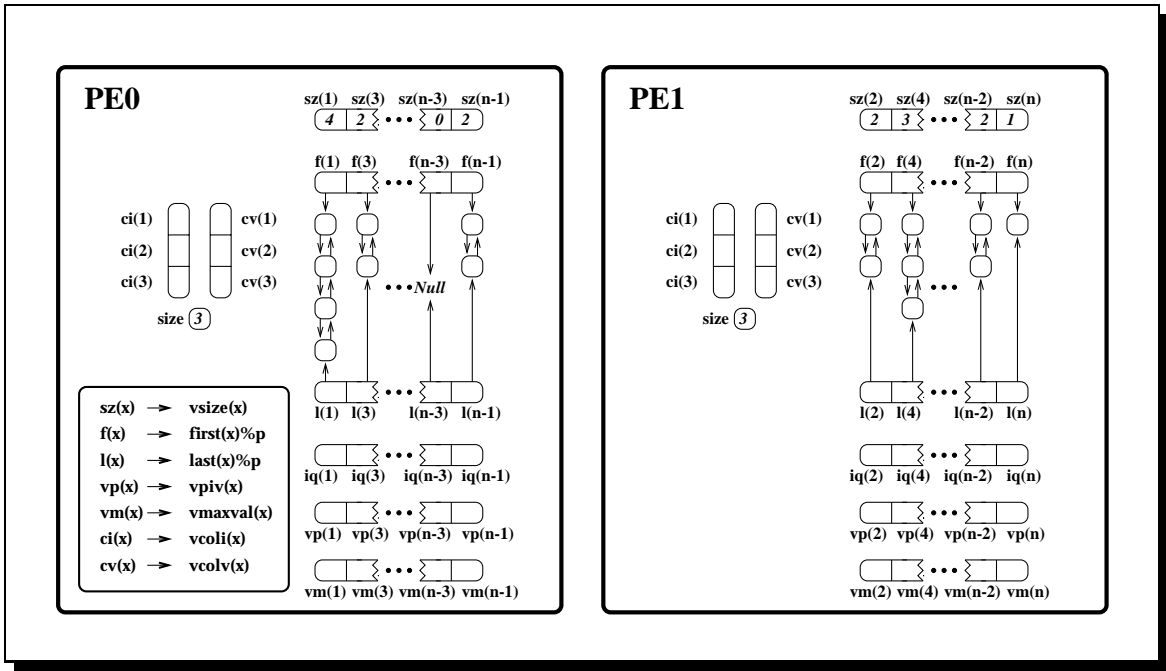 PE0
sz(1) sz(3) sz(n-3) sz(n-1)
4 2 ••• 0 2
f(1) f(3) f(n-3) f(n-1)
•••
ci(1) cv(1)
ci(2) cv(2)
ci(3) cv(3)
•••Null
size 3
•••
l(1) l(3) l(n-3) l(n-1)
sz(x) → vsize(x)
f(x) → first(x)%p
l(x) → last(x)%p
vp(x) → vpiv(x)
vm(x) → vmaxval(x)
ci(x) → vcoli(x)
cv(x) → vcolv(x)
•••
iq(1) iq(3) iq(n-3) iq(n-1)
•••
vp(1) vp(3) vp(n-3) vp(n-1)
•••
vm(1) vm(3) vm(n-3) vm(n-1)
PE1
sz(2) sz(4) sz(n-2) sz(n)
2 3 ••• 2 1
f(2) f(4) f(n-2) f(n)
•••
ci(1) cv(1)
ci(2) cv(2)
ci(3) cv(3)
•••
size 3
•••
l(2) l(4) l(n-2) l(n)
•••
iq(2) iq(4) iq(n-2) iq(n)
•••
vp(2) vp(4) vp(n-2) vp(n)
•••
vm(2) vm(4) vm(n-2) vm(n)